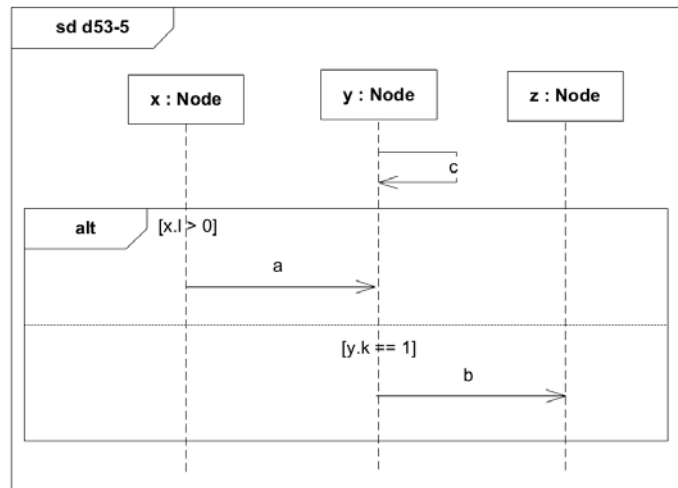 sd d53-5
x : Node
y : Node
z : Node
c
alt
[x.l > 0]
a
[y.k == 1]
b